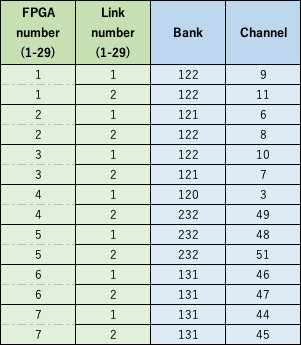 FPGA number (1-29) Link number (1-29) Bank Channel
1 1 122 9
1 2 122 11
2 1 121 6
2 2 122 8
3 1 122 10
3 2 121 7
4 1 120 3
4 2 232 49
5 1 232 48
5 2 232 51
6 1 131 46
6 2 131 47
7 1 131 44
7 2 131 45